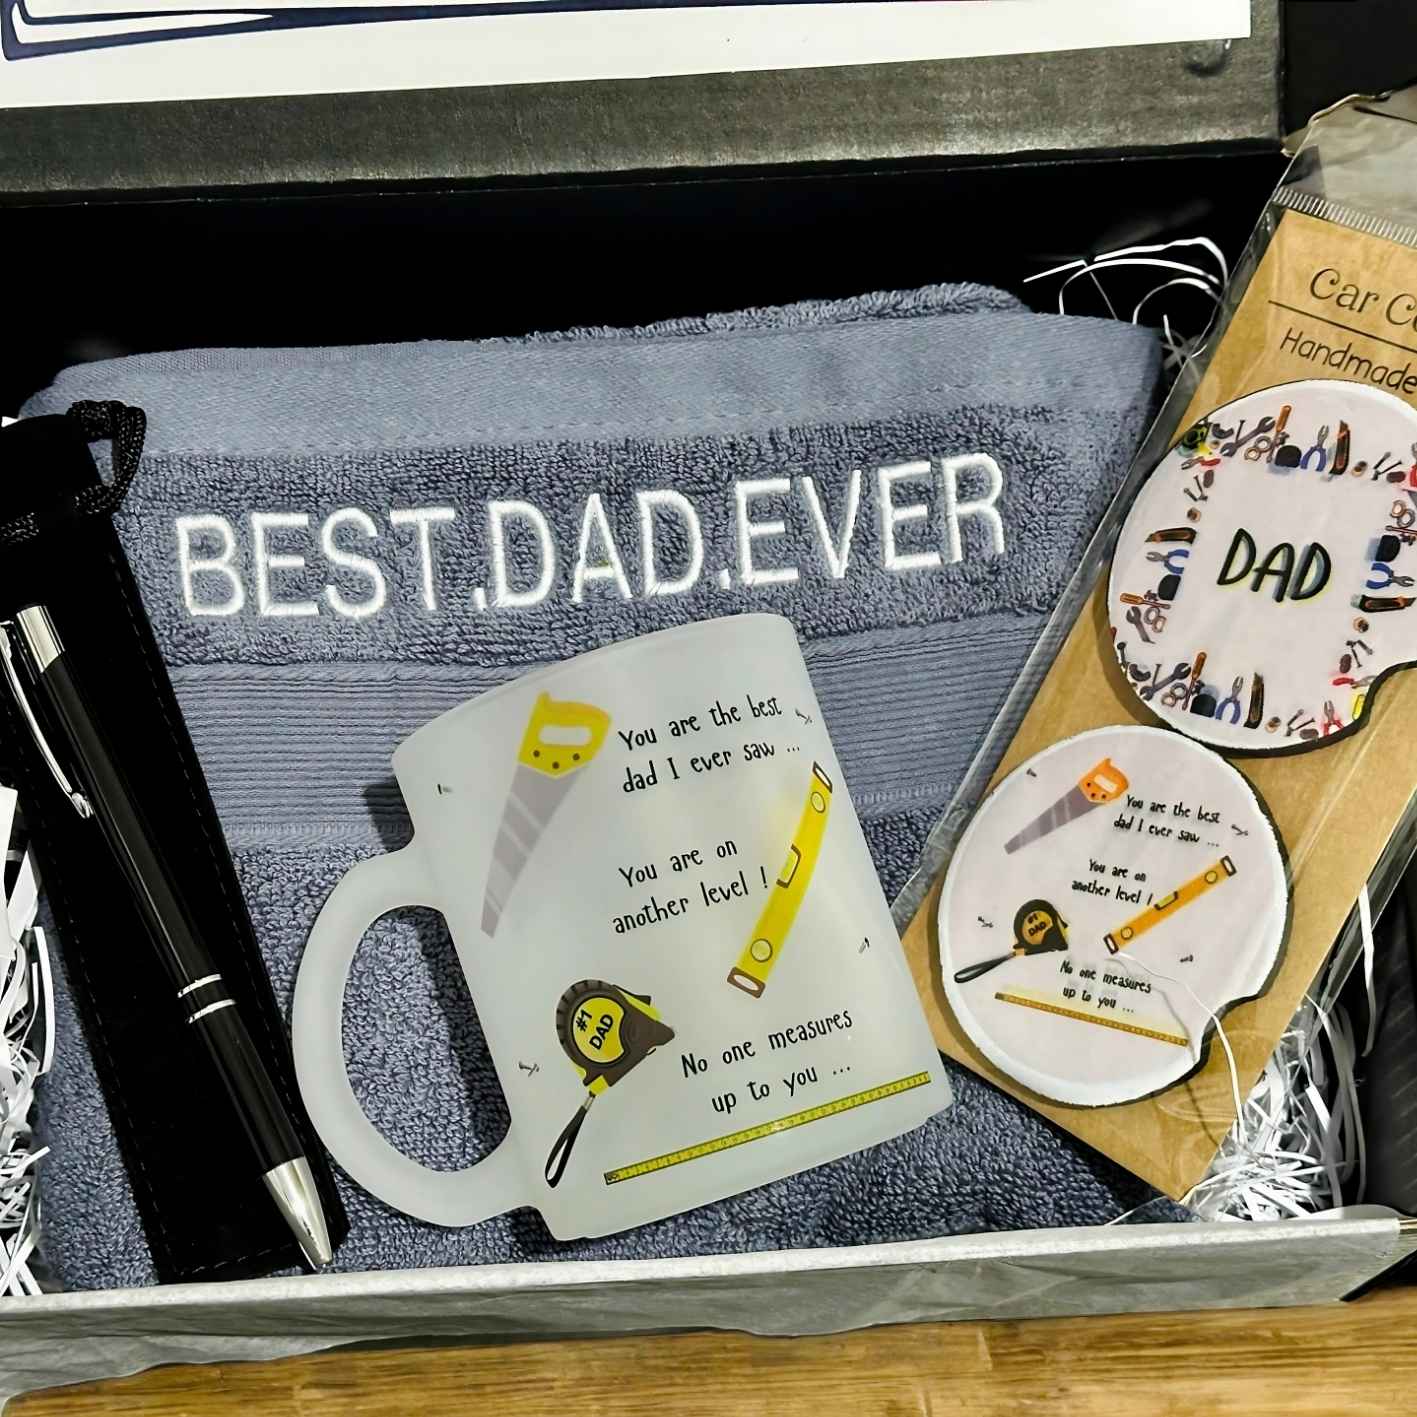 BEST.DAD.EVER
You are the best
dad I ever saw ...
You are on
another level !
#1
DAD
No one measures
up to you ...
Car
Handmade
DAD
You are the best
dad I ever saw ...
You are on
another level !
#1
DAD
No one measures
up to you ...